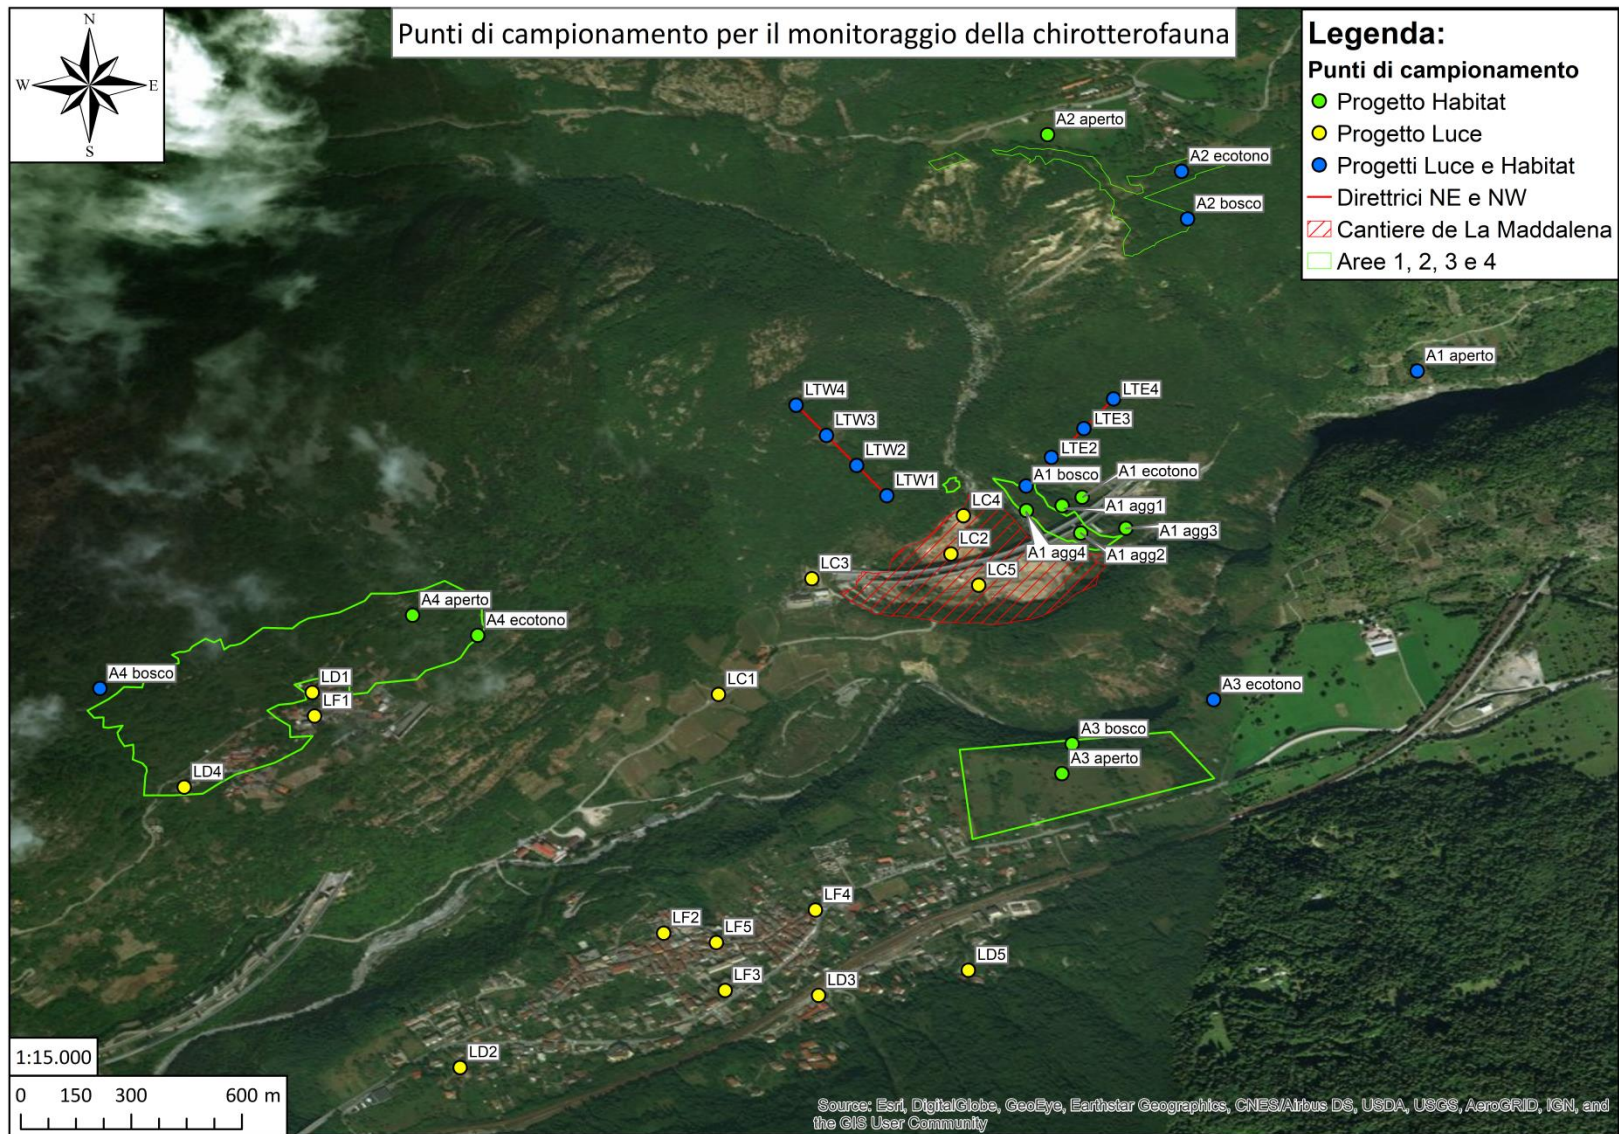 N
W
E
S
Punti di campionamento per il monitoraggio della chirotterofauna
Legenda:
Punti di campionamento
Progetto Habitat
Progetto Luce
Progetti Luce e Habitat
Direttrici NE e NW
Cantiere de La Maddalena
Aree 1, 2, 3 e 4
A2 aperto
A2 ecotono
A2 bosco
A1 aperto
LTW4
LTE4
LTW3
LTE3
LTW2
LTE2
A1 bosco
A1 ecotono
LTW1
LC4
A1 agg1
A1 agg3
LC2
A1 agg4
A1 agg2
LC3
LC5
A4 aperto
A4 ecotono
A4 bosco
LD1
LC1
A3 ecotono
LF1
A3 bosco
A3 aperto
LD4
LF4
LF2
LF5
LD5
LF3
LD3
LD2
1:15.000
0 150 300 600 m
Source: Esri, DigitalGlobe, GeoEye, Earthstar Geographics, CNES/Airbus DS, USDA, USGS, AeroGRID, IGN, and
the GIS User Community